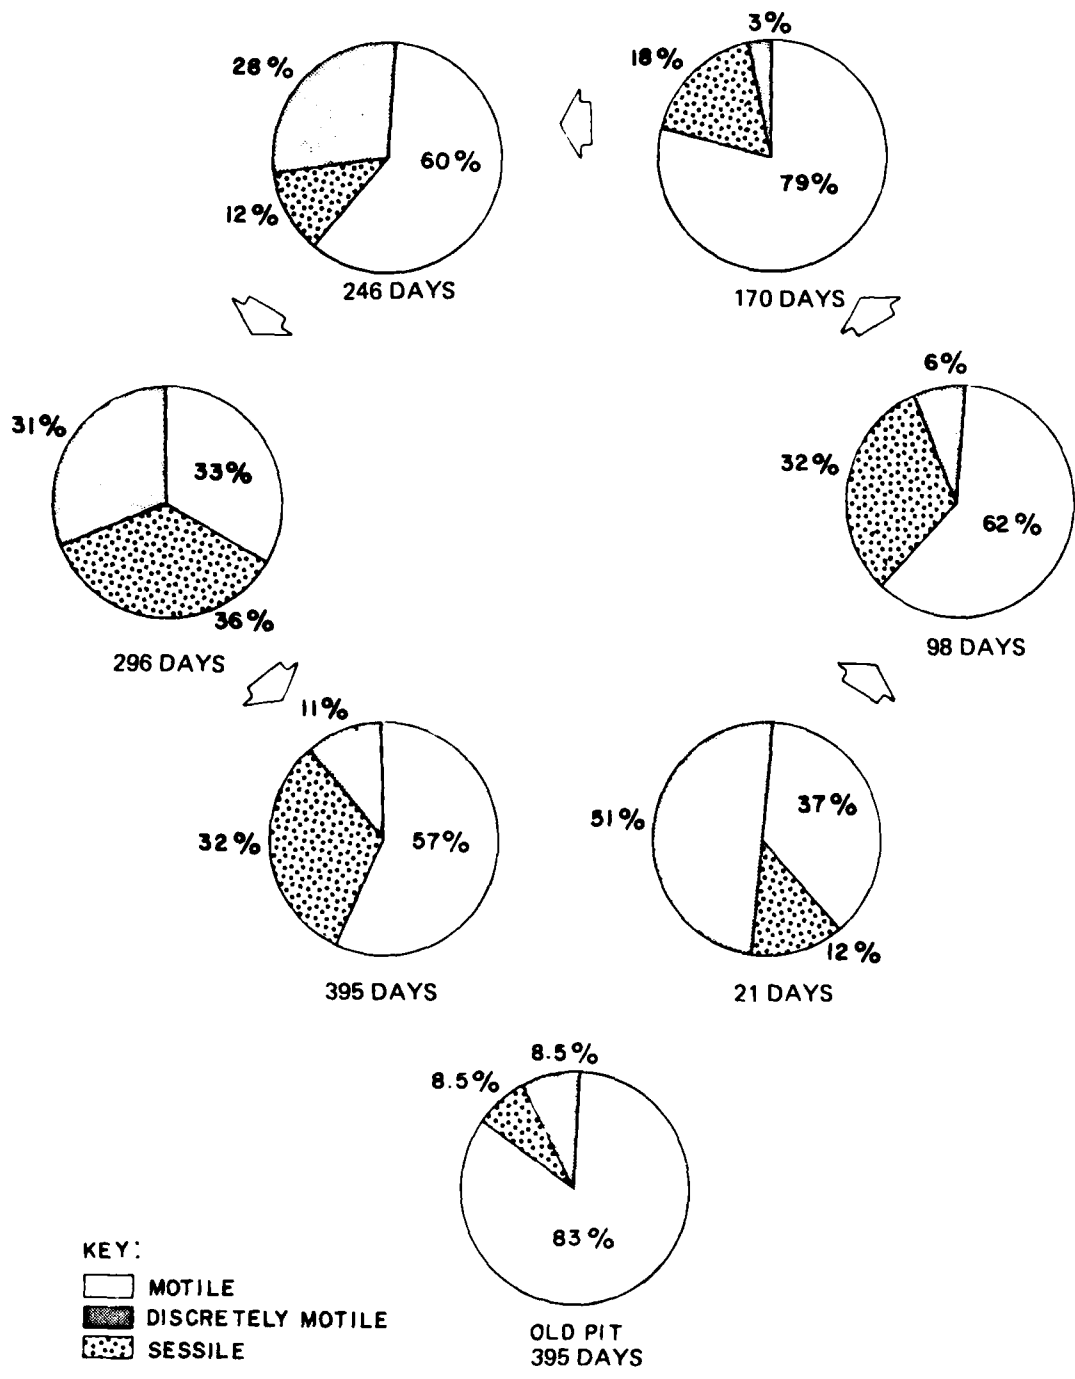 3%
18%
79%
170 DAYS
28%
60%
12%
246 DAYS
6%
32%
62%
98 DAYS
31%
33%
36%
296 DAYS
11%
32%
57%
395 DAYS
51%
37%
12%
21 DAYS
8.5%
8.5%
83%
OLD PIT
395 DAYS
KEY:
MOTILE
DISCRETELY MOTILE
SESSILE